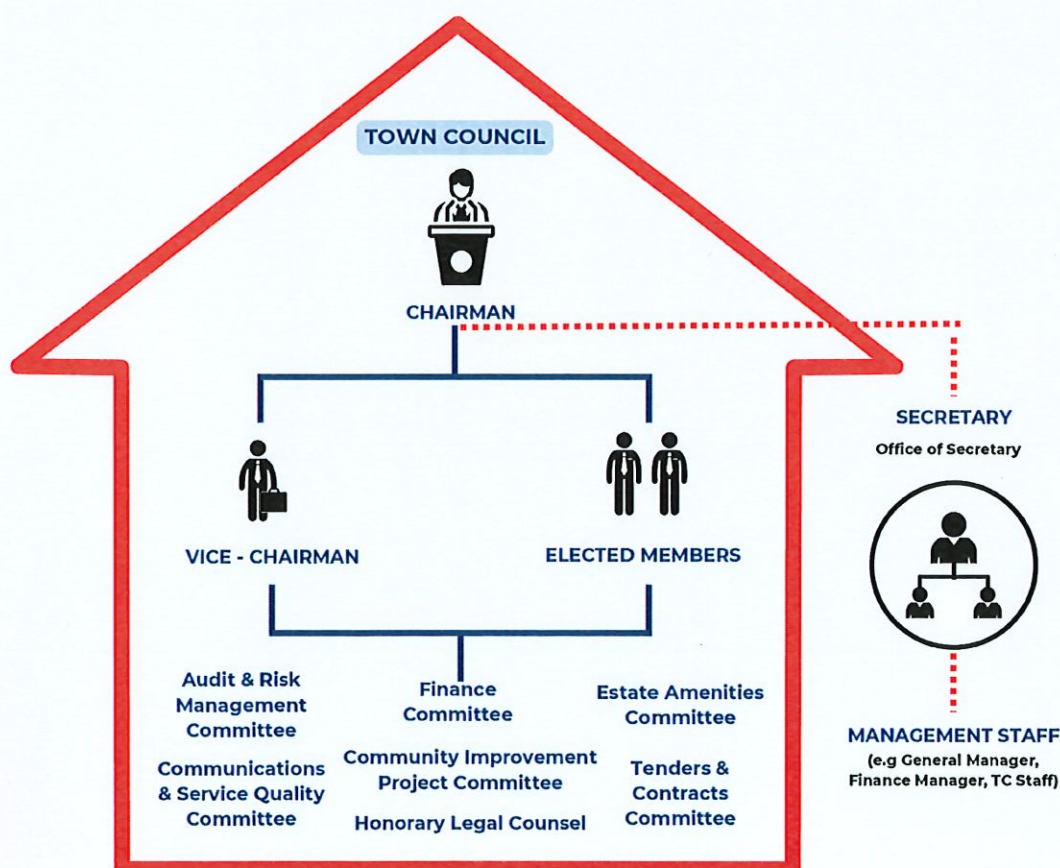 TOWN COUNCIL
CHAIRMAN
SECRETARY
Office of Secretary
VICE - CHAIRMAN
ELECTED MEMBERS
Audit & Risk
Management
Committee
Finance
Committee
Estate Amenities
Committee
Communications
& Service Quality
Committee
Community Improvement
Project Committee
Tenders &
Contracts
Committee
Honorary Legal Counsel
MANAGEMENT STAFF
(e.g General Manager,
Finance Manager, TC Staff)